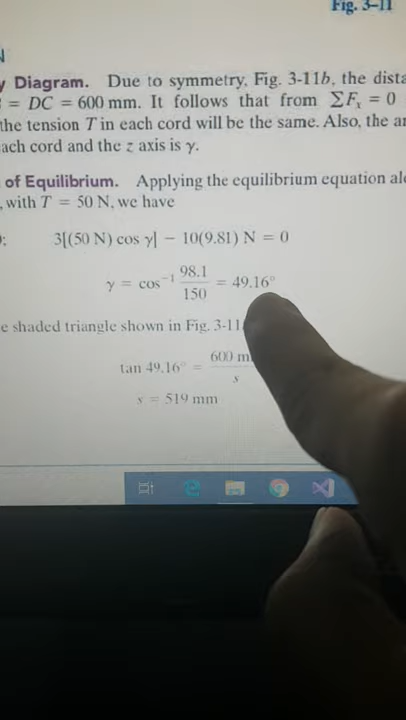 Fig. 3–11
Diagram. Due to symmetry, Fig. 3-11b, the
= DC = 600 mm. It follows that from ΣFₓ = 0
the tension T in each cord will be the same. Also, the
each cord and the z axis is γ.
of Equilibrium. Applying the equilibrium equation
, with T = 50 N, we have
3[(50 N) cos γ] − 10(9.81) N = 0
γ = cos⁻¹ 98.1/150 = 49.16°
shaded triangle shown in Fig. 3-11
tan 49.16° = 600 m/s
s = 519 mm